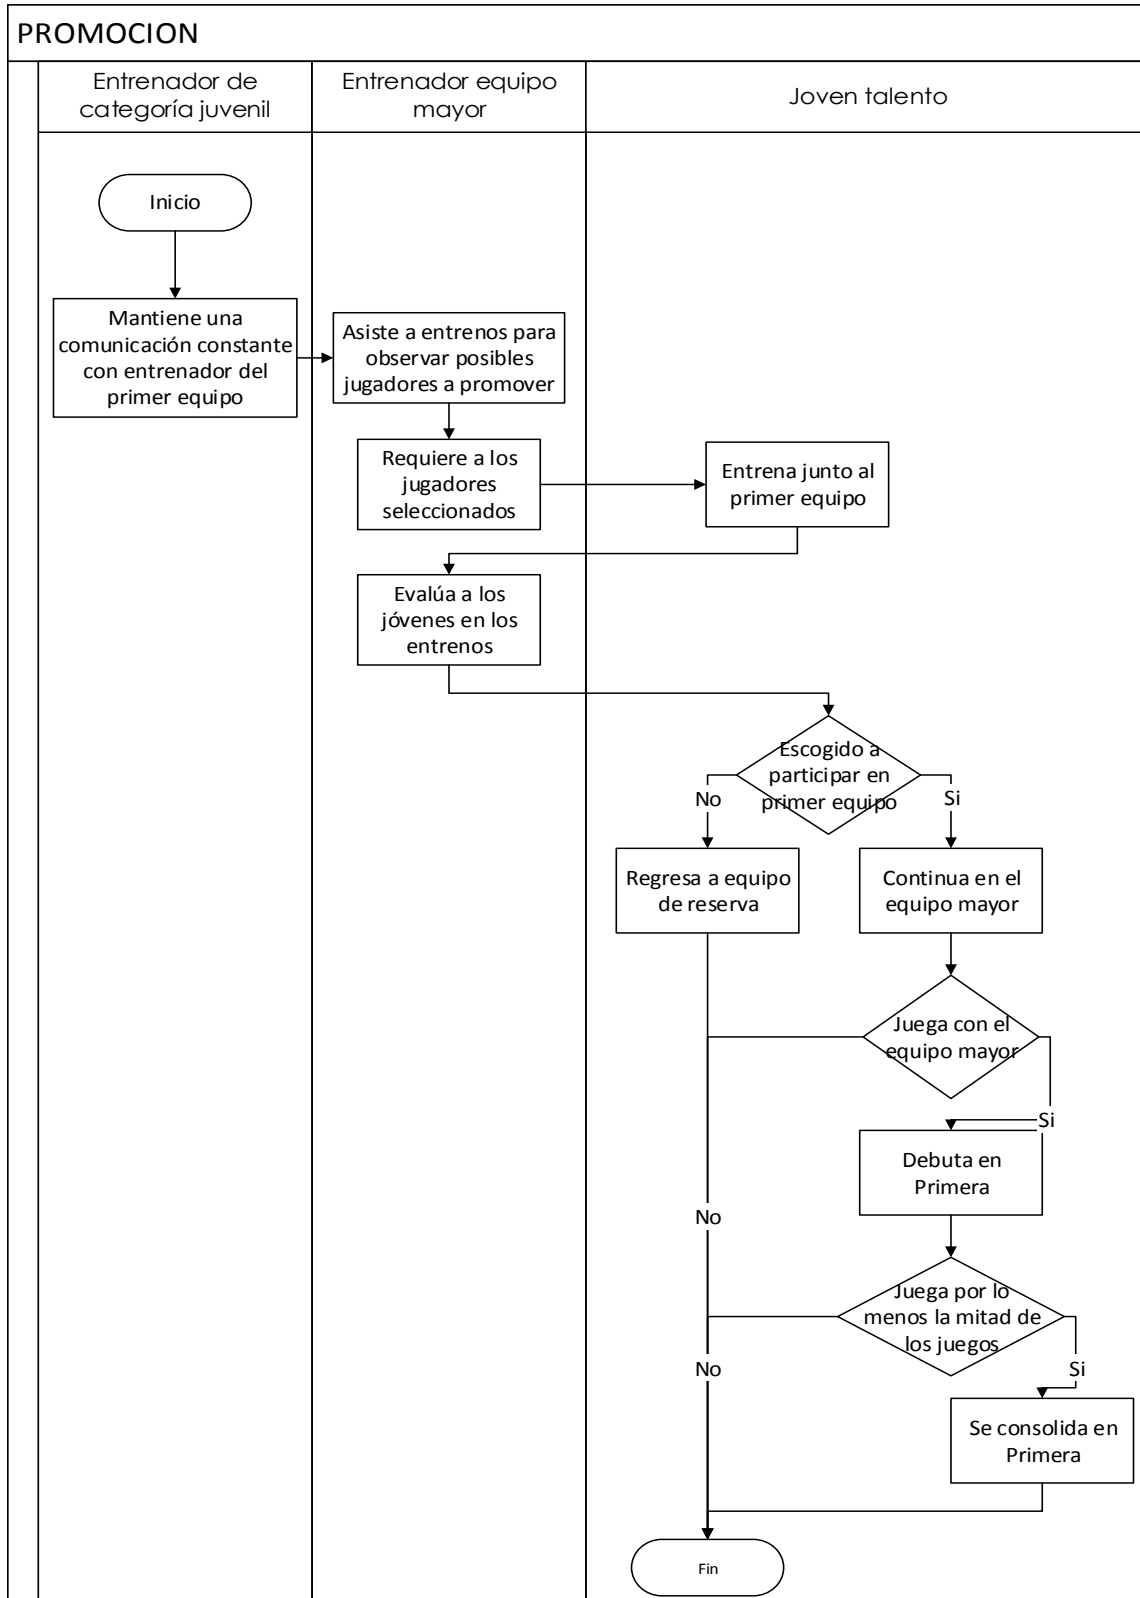 PROMOCION
Entrenador de
categoría juvenil
Entrenador equipo
mayor
Joven talento
Inicio
Mantiene una
comunicación constante
con entrenador del
primer equipo
Asiste a entrenos para
observar posibles
jugadores a promover
Requiere a los
jugadores
seleccionados
Entrena junto al
primer equipo
Evalúa a los
jóvenes en los
entrenos
Escogido a
participar en
primer equipo
No
Si
Regresa a equipo
de reserva
Continua en el
equipo mayor
Juega con el
equipo mayor
Si
Debuta en
Primera
No
Juega por lo
menos la mitad de
los juegos
No
Si
Se consolida en
Primera
Fin